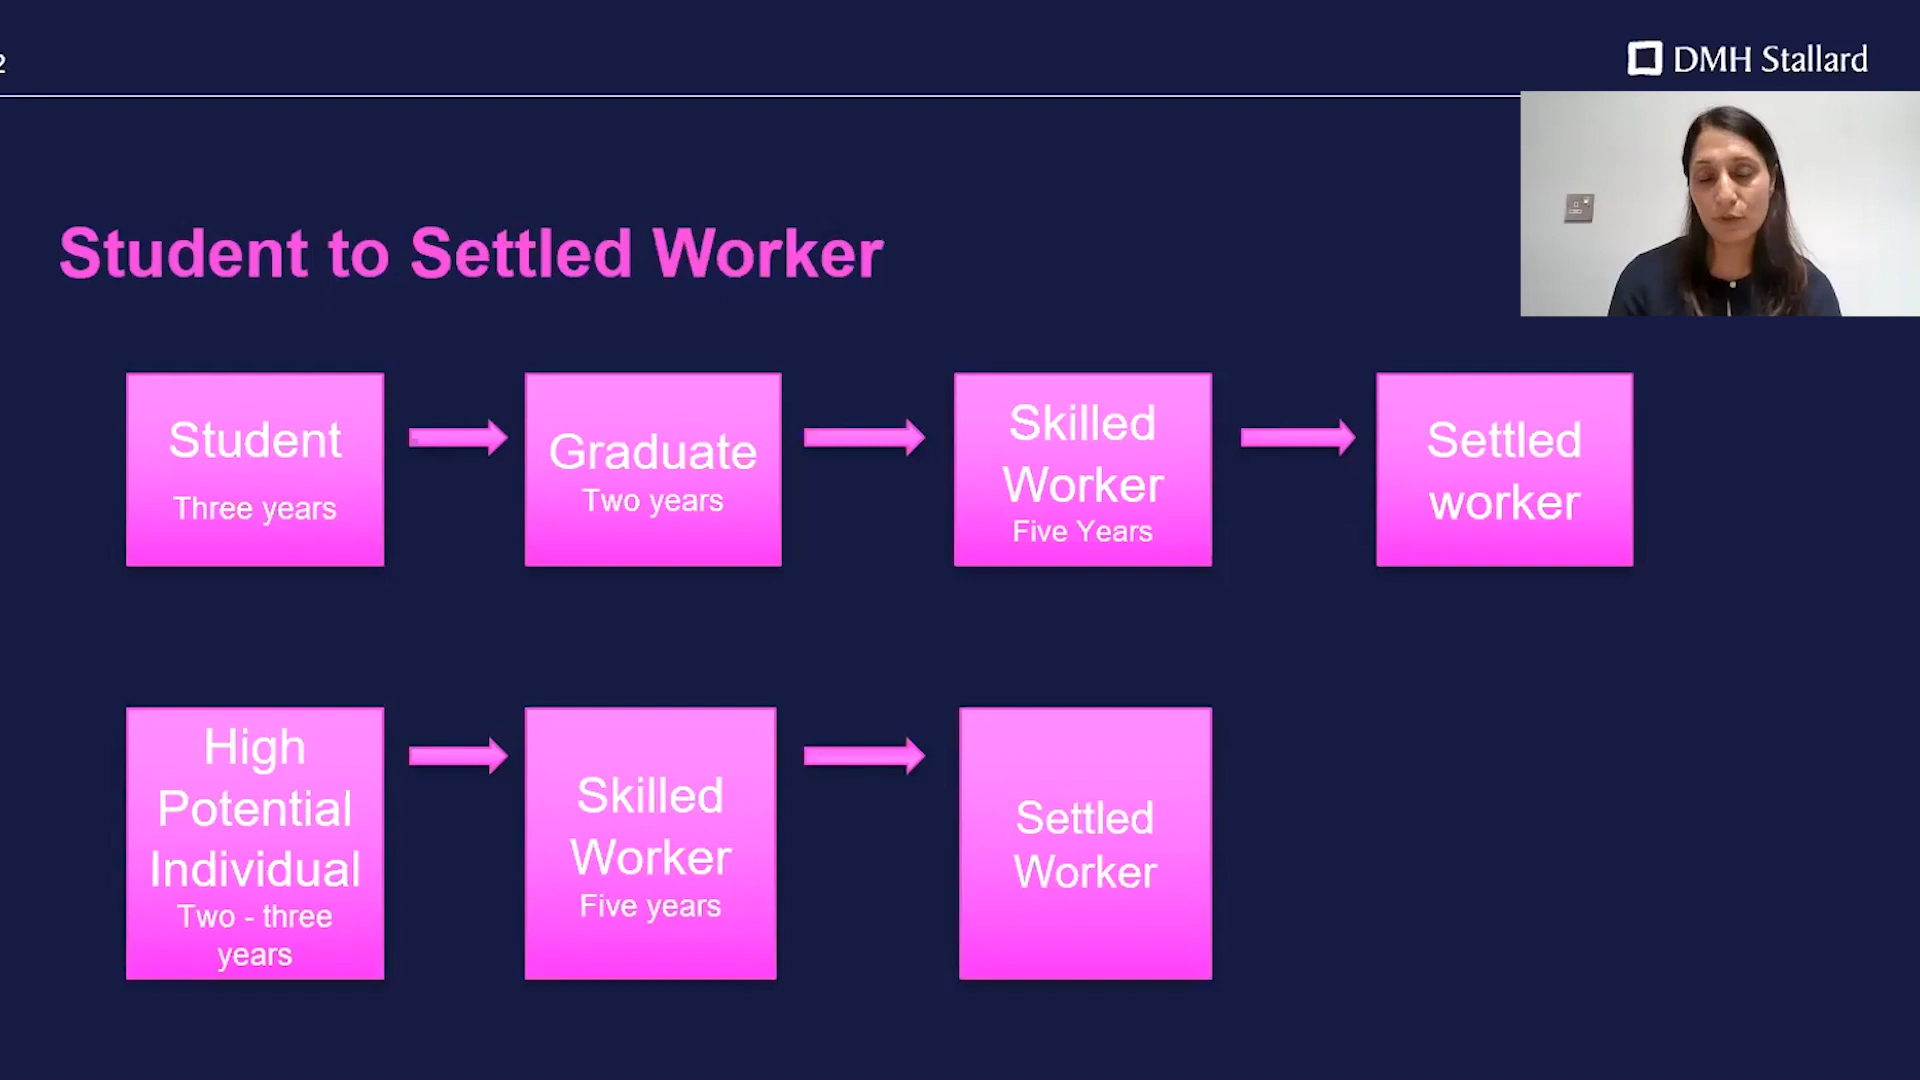 2
DMH Stallard
Student to Settled Worker
Student
Three years
Graduate
Two years
Skilled
Worker
Five Years
Settled
worker
High
Potential
Individual
Two - three
years
Skilled
Worker
Five years
Settled
Worker